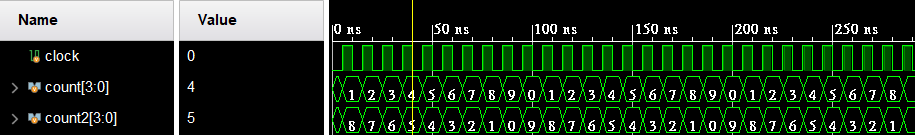 Name Value 0 ns 50 ns 100 ns 150 ns 200 ns 250 ns
clock 0
count[3:0] 4 1 2 3 4 5 6 7 8 9 0 1 2 3 4 5 6 7 8 9 0 1 2 3 4 5 6 7 8
count2[3:0] 5 8 7 6 5 4 3 2 1 0 9 8 7 6 5 4 3 2 1 0 9 8 7 6 5 4 3 2 1